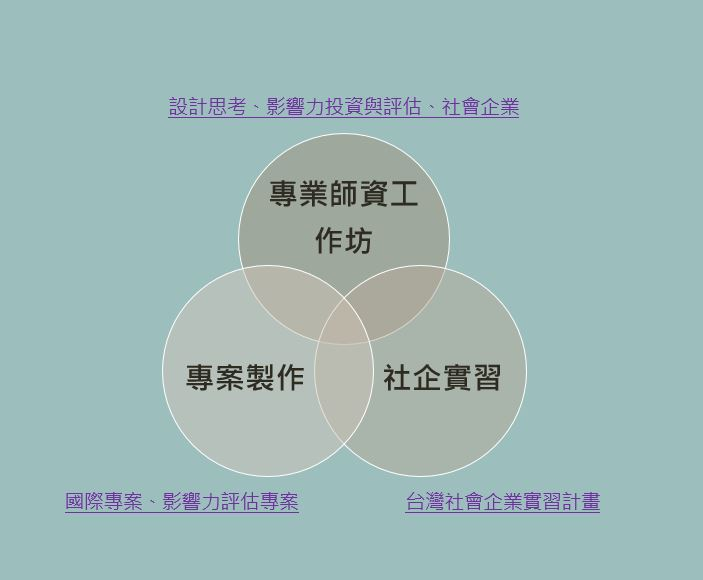 設計思考、影響力投資與評估、社會企業
專業師資工
作坊
專案製作
社企實習
國際專案、影響力評估專案
台灣社會企業實習計畫